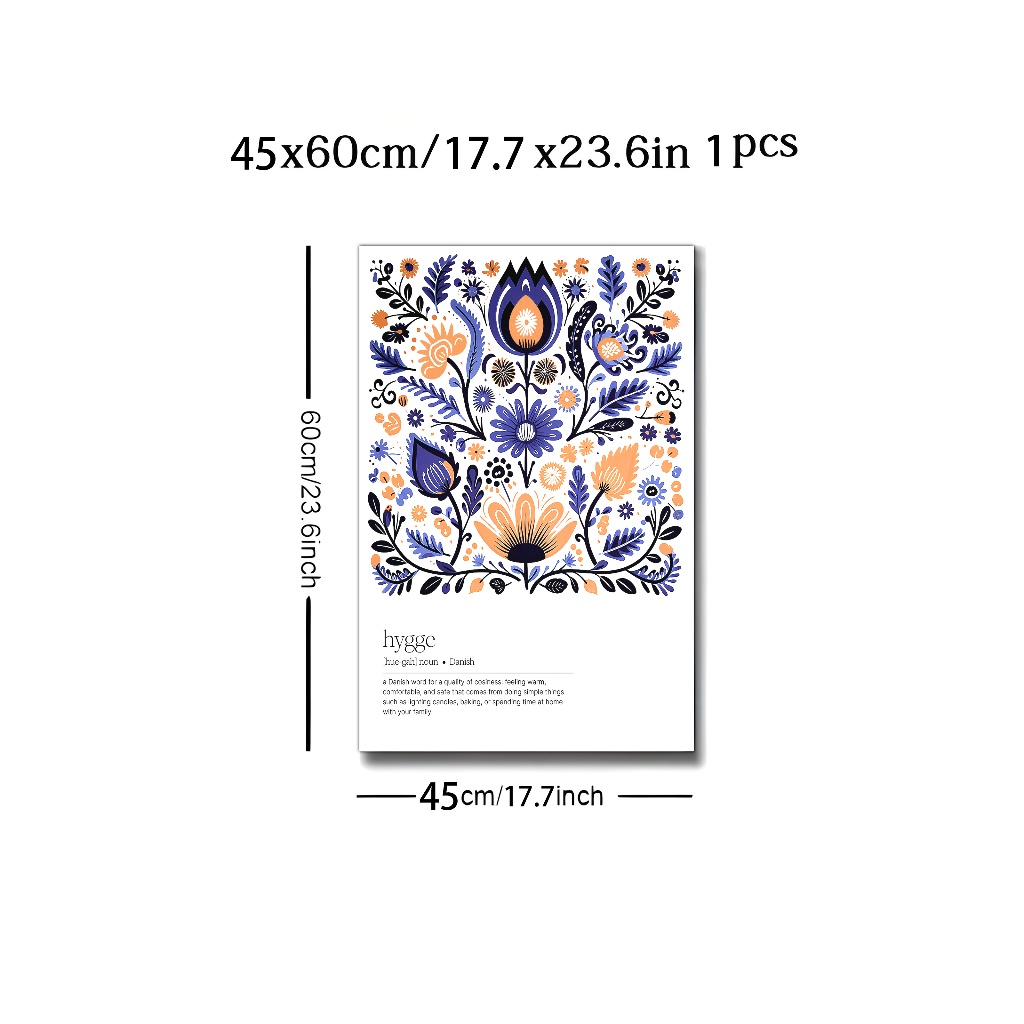 45x60cm/17.7 x23.6in 1pcs
60cm/23.6inch
hygge
[hue·gah] noun • Danish
a Danish word for a quality of cosiness: feeling warm,
comfortable, and safe that comes from doing simple things
such as lighting candles, baking, or spending time at home
with your family
45cm/17.7inch